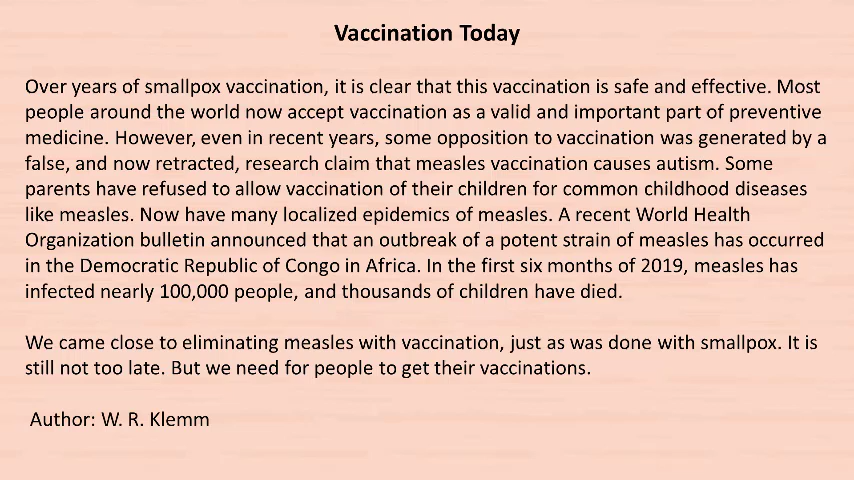 Vaccination Today
Over years of smallpox vaccination, it is clear that this vaccination is safe and effective. Most
people around the world now accept vaccination as a valid and important part of preventive
medicine. However, even in recent years, some opposition to vaccination was generated by a
false, and now retracted, research claim that measles vaccination causes autism. Some
parents have refused to allow vaccination of their children for common childhood diseases
like measles. Now have many localized epidemics of measles. A recent World Health
Organization bulletin announced that an outbreak of a potent strain of measles has occurred
in the Democratic Republic of Congo in Africa. In the first six months of 2019, measles has
infected nearly 100,000 people, and thousands of children have died.
We came close to eliminating measles with vaccination, just as was done with smallpox. It is
still not too late. But we need for people to get their vaccinations.
Author: W. R. Klemm